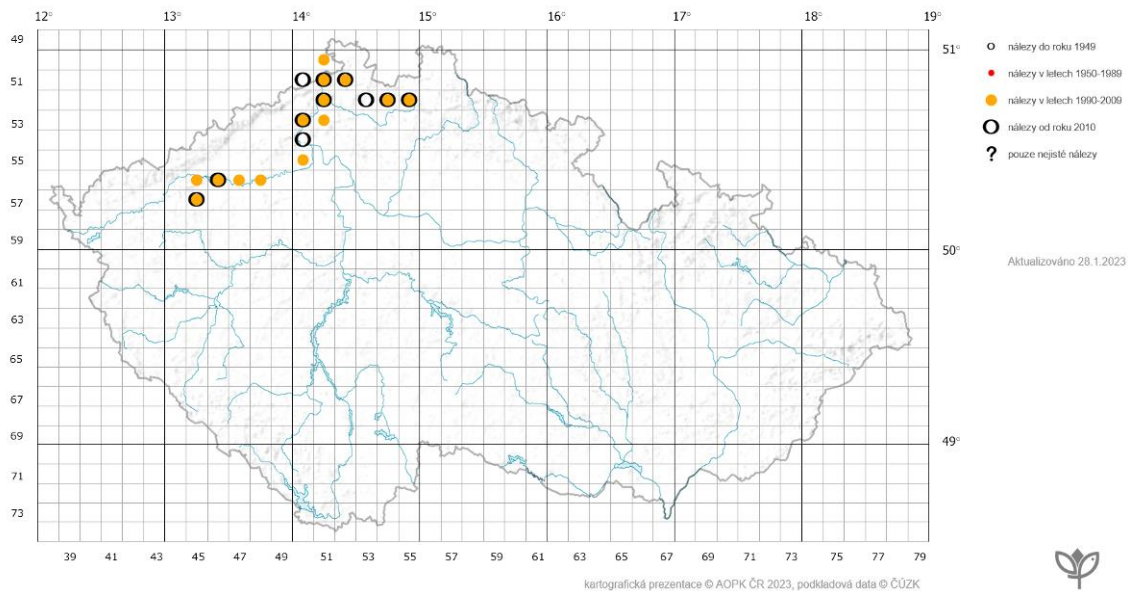 12° 13° 14° 15° 16° 17° 18° 19°
49
51
53
55
57
59
61
63
65
67
69
71
73
51°
50°
49°
39 41 43 45 47 49 51 53 55 57 59 61 63 65 67 69 71 73 75 77 79
nálezy do roku 1949
nálezy v letech 1950-1989
nálezy v letech 1990-2009
nálezy od roku 2010
? pouze nejisté nálezy
Aktualizováno 28.1.2023
kartografická prezentace © AOPK ČR 2023, podkladová data © ČÚZK